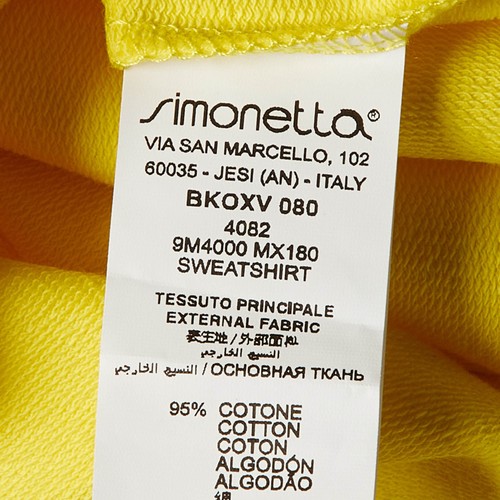 simonetta®
VIA SAN MARCELLO, 102
60035 - JESI (AN) - ITALY
BKOXV 080
4082
9M4000 MX180
SWEATSHIRT
TESSUTO PRINCIPALE
EXTERNAL FABRIC
表生地/外部面料
النسيج الخارجي
النسيج الخارجي / ОСНОВНАЯ ТКАНЬ
95% COTONE
COTTON
COTON
ALGODÓN
ALGODÃO
綿